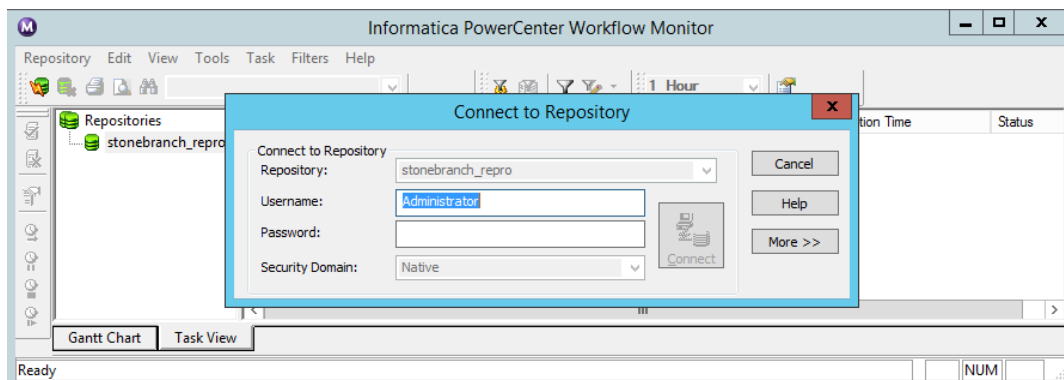 Informatica PowerCenter Workflow Monitor
Repository Edit View Tools Task Filters Help
1 Hour
Repositories
stonebranch_repro
tion Time
Status
Connect to Repository
Connect to Repository
Repository:
stonebranch_repro
Cancel
Username:
Administrator
Help
Password:
More >>
Connect
Security Domain:
Native
Gantt Chart
Task View
Ready
NUM